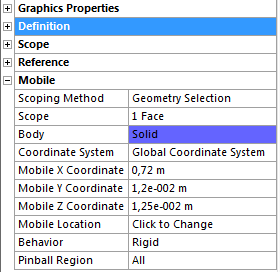 Graphics Properties
Definition
Scope
Reference
Mobile
Scoping Method Geometry Selection
Scope 1 Face
Body Solid
Coordinate System Global Coordinate System
Mobile X Coordinate 0,72 m
Mobile Y Coordinate 1,2e-002 m
Mobile Z Coordinate 1,25e-002 m
Mobile Location Click to Change
Behavior Rigid
Pinball Region All